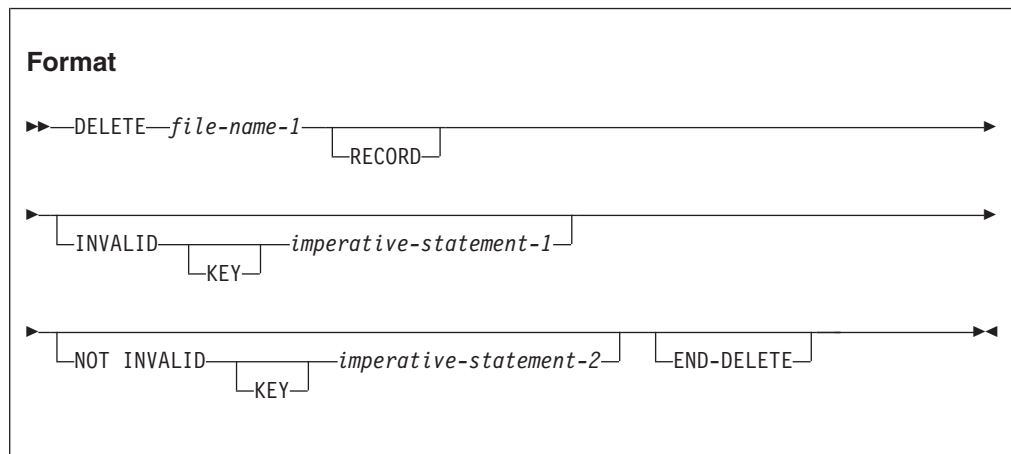 Format
DELETE file-name-1
RECORD
INVALID imperative-statement-1
KEY
NOT INVALID imperative-statement-2 END-DELETE
KEY